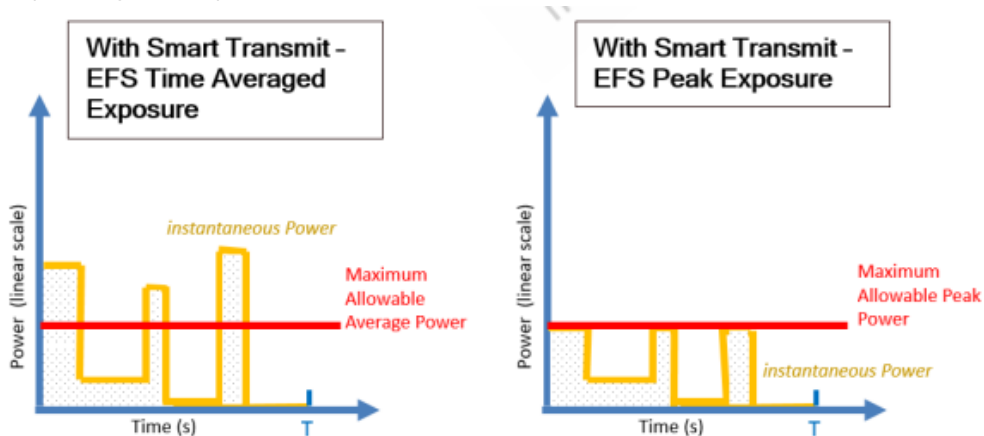 With Smart Transmit –
EFS Time Averaged
Exposure
Power (linear scale)
instantaneous Power
Maximum
Allowable
Average Power
Time (s)
T
With Smart Transmit –
EFS Peak Exposure
Power (linear scale)
Maximum
Allowable Peak
Power
instantaneous Power
Time (s)
T